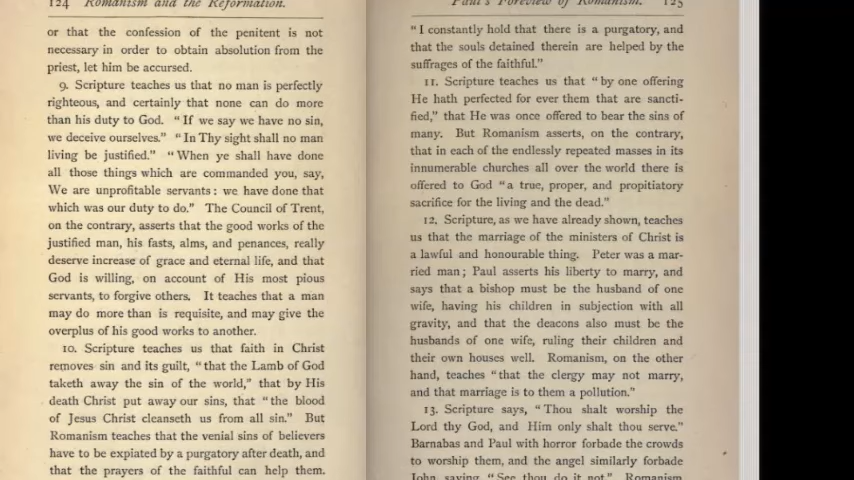 124 Romanism and the Reformation.
or that the confession of the penitent is not
necessary in order to obtain absolution from the
priest, let him be accursed.
9. Scripture teaches us that no man is perfectly
righteous, and certainly that none can do more
than his duty to God. "If we say we have no sin,
we deceive ourselves." "In Thy sight shall no man
living be justified." "When ye shall have done
all those things which are commanded you, say,
We are unprofitable servants: we have done that
which was our duty to do." The Council of Trent,
on the contrary, asserts that the good works of the
justified man, his fasts, alms, and penances, really
deserve increase of grace and eternal life, and that
God is willing, on account of His most pious
servants, to forgive others. It teaches that a man
may do more than is requisite, and may give the
overplus of his good works to another.
10. Scripture teaches us that faith in Christ
removes sin and its guilt, "that the Lamb of God
taketh away the sin of the world," that by His
death Christ put away our sins, that "the blood
of Jesus Christ cleanseth us from all sin." But
Romanism teaches that the venial sins of believers
have to be expiated by a purgatory after death, and
that the prayers of the faithful can help them.
Paul's Foreview of Romanism. 125
"I constantly hold that there is a purgatory, and
that the souls detained therein are helped by the
suffrages of the faithful."
11. Scripture teaches us that "by one offering
He hath perfected for ever them that are sancti-
fied," that He was once offered to bear the sins of
many. But Romanism asserts, on the contrary,
that in each of the endlessly repeated masses in its
innumerable churches all over the world there is
offered to God "a true, proper, and propitiatory
sacrifice for the living and the dead."
12. Scripture, as we have already shown, teaches
us that the marriage of the ministers of Christ is
a lawful and honourable thing. Peter was a mar-
ried man; Paul asserts his liberty to marry, and
says that a bishop must be the husband of one
wife, having his children in subjection with all
gravity, and that the deacons also must be the
husbands of one wife, ruling their children and
their own houses well. Romanism, on the other
hand, teaches "that the clergy may not marry,
and that marriage is to them a pollution."
13. Scripture says, "Thou shalt worship the
Lord thy God, and Him only shalt thou serve."
Barnabas and Paul with horror forbade the crowds
to worship them, and the angel similarly forbade
John saying "See thou do it not" Romanism